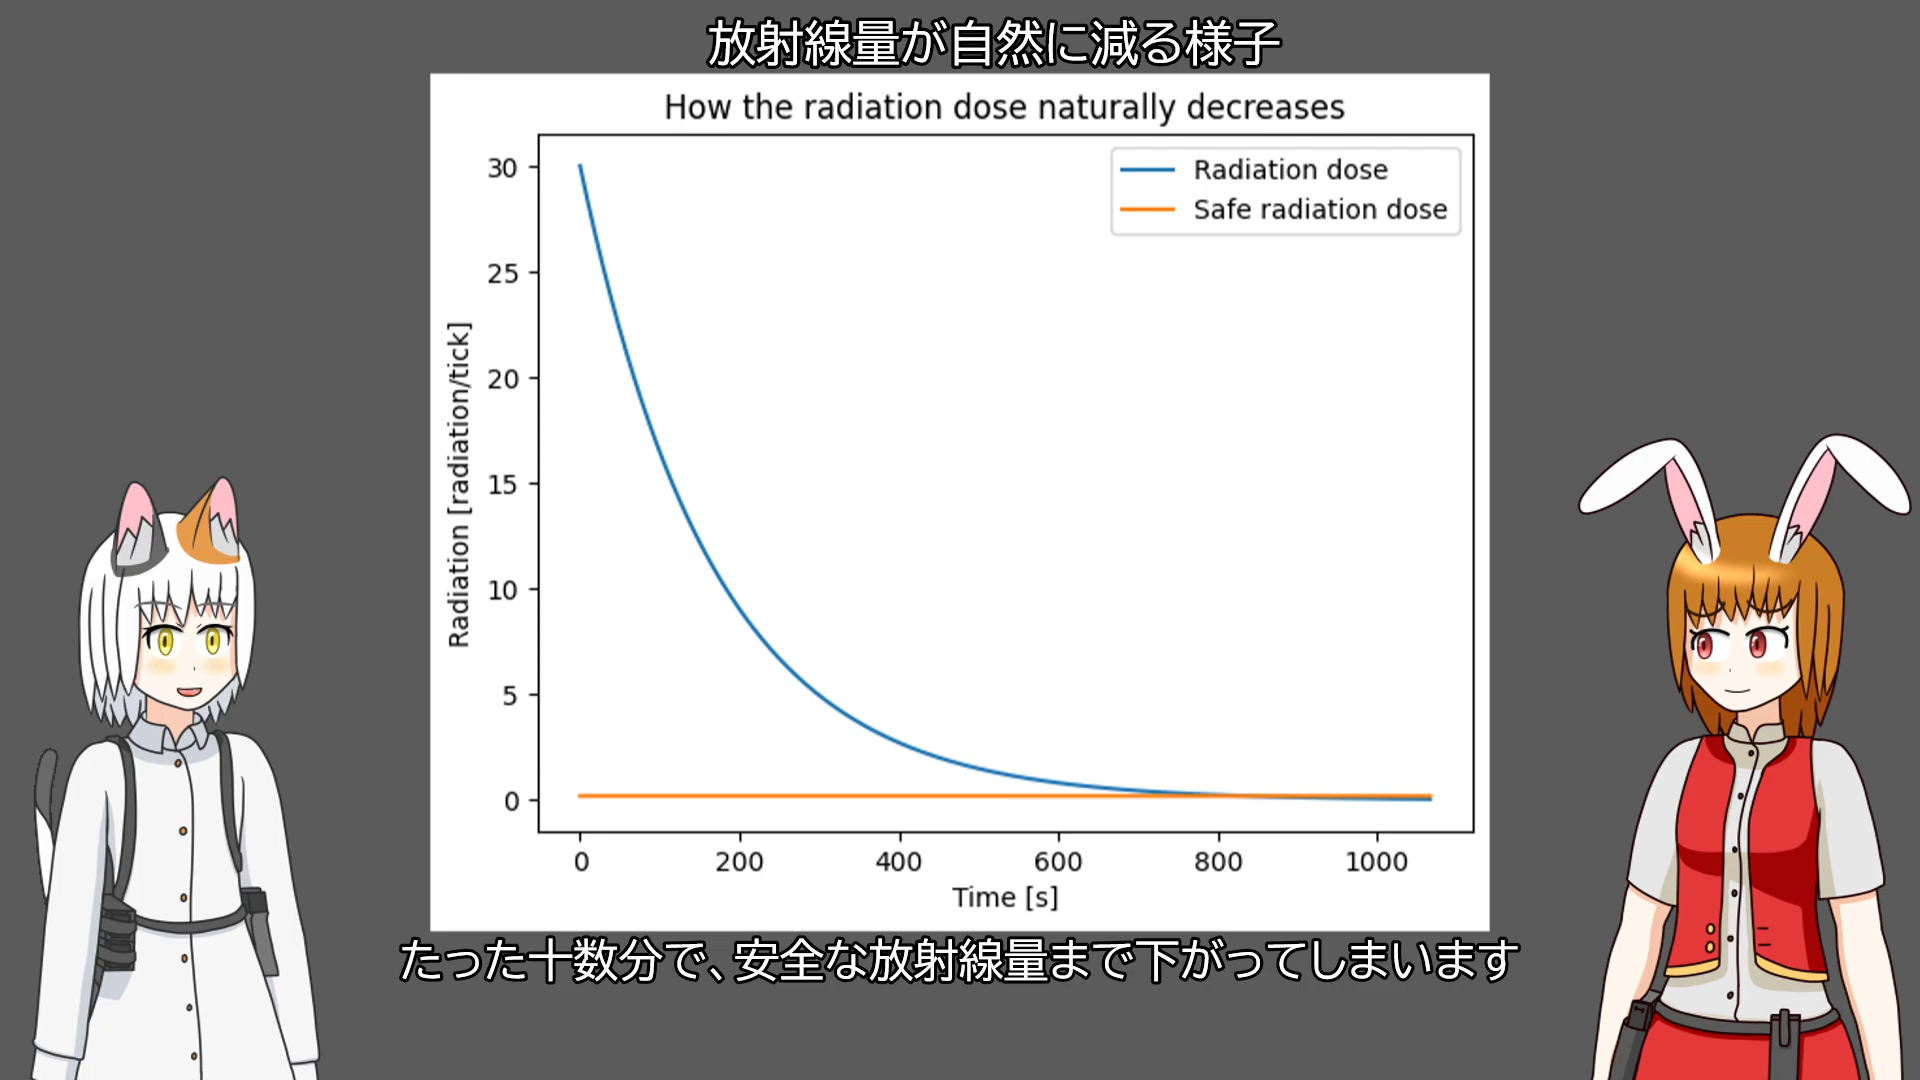 放射線量が自然に減る様子
How the radiation dose naturally decreases
Radiation dose
Safe radiation dose
30
25
20
15
10
5
0
Radiation [radiation/tick]
0 200 400 600 800 1000
Time [s]
たった十数分で、安全な放射線量まで下がってしまいます